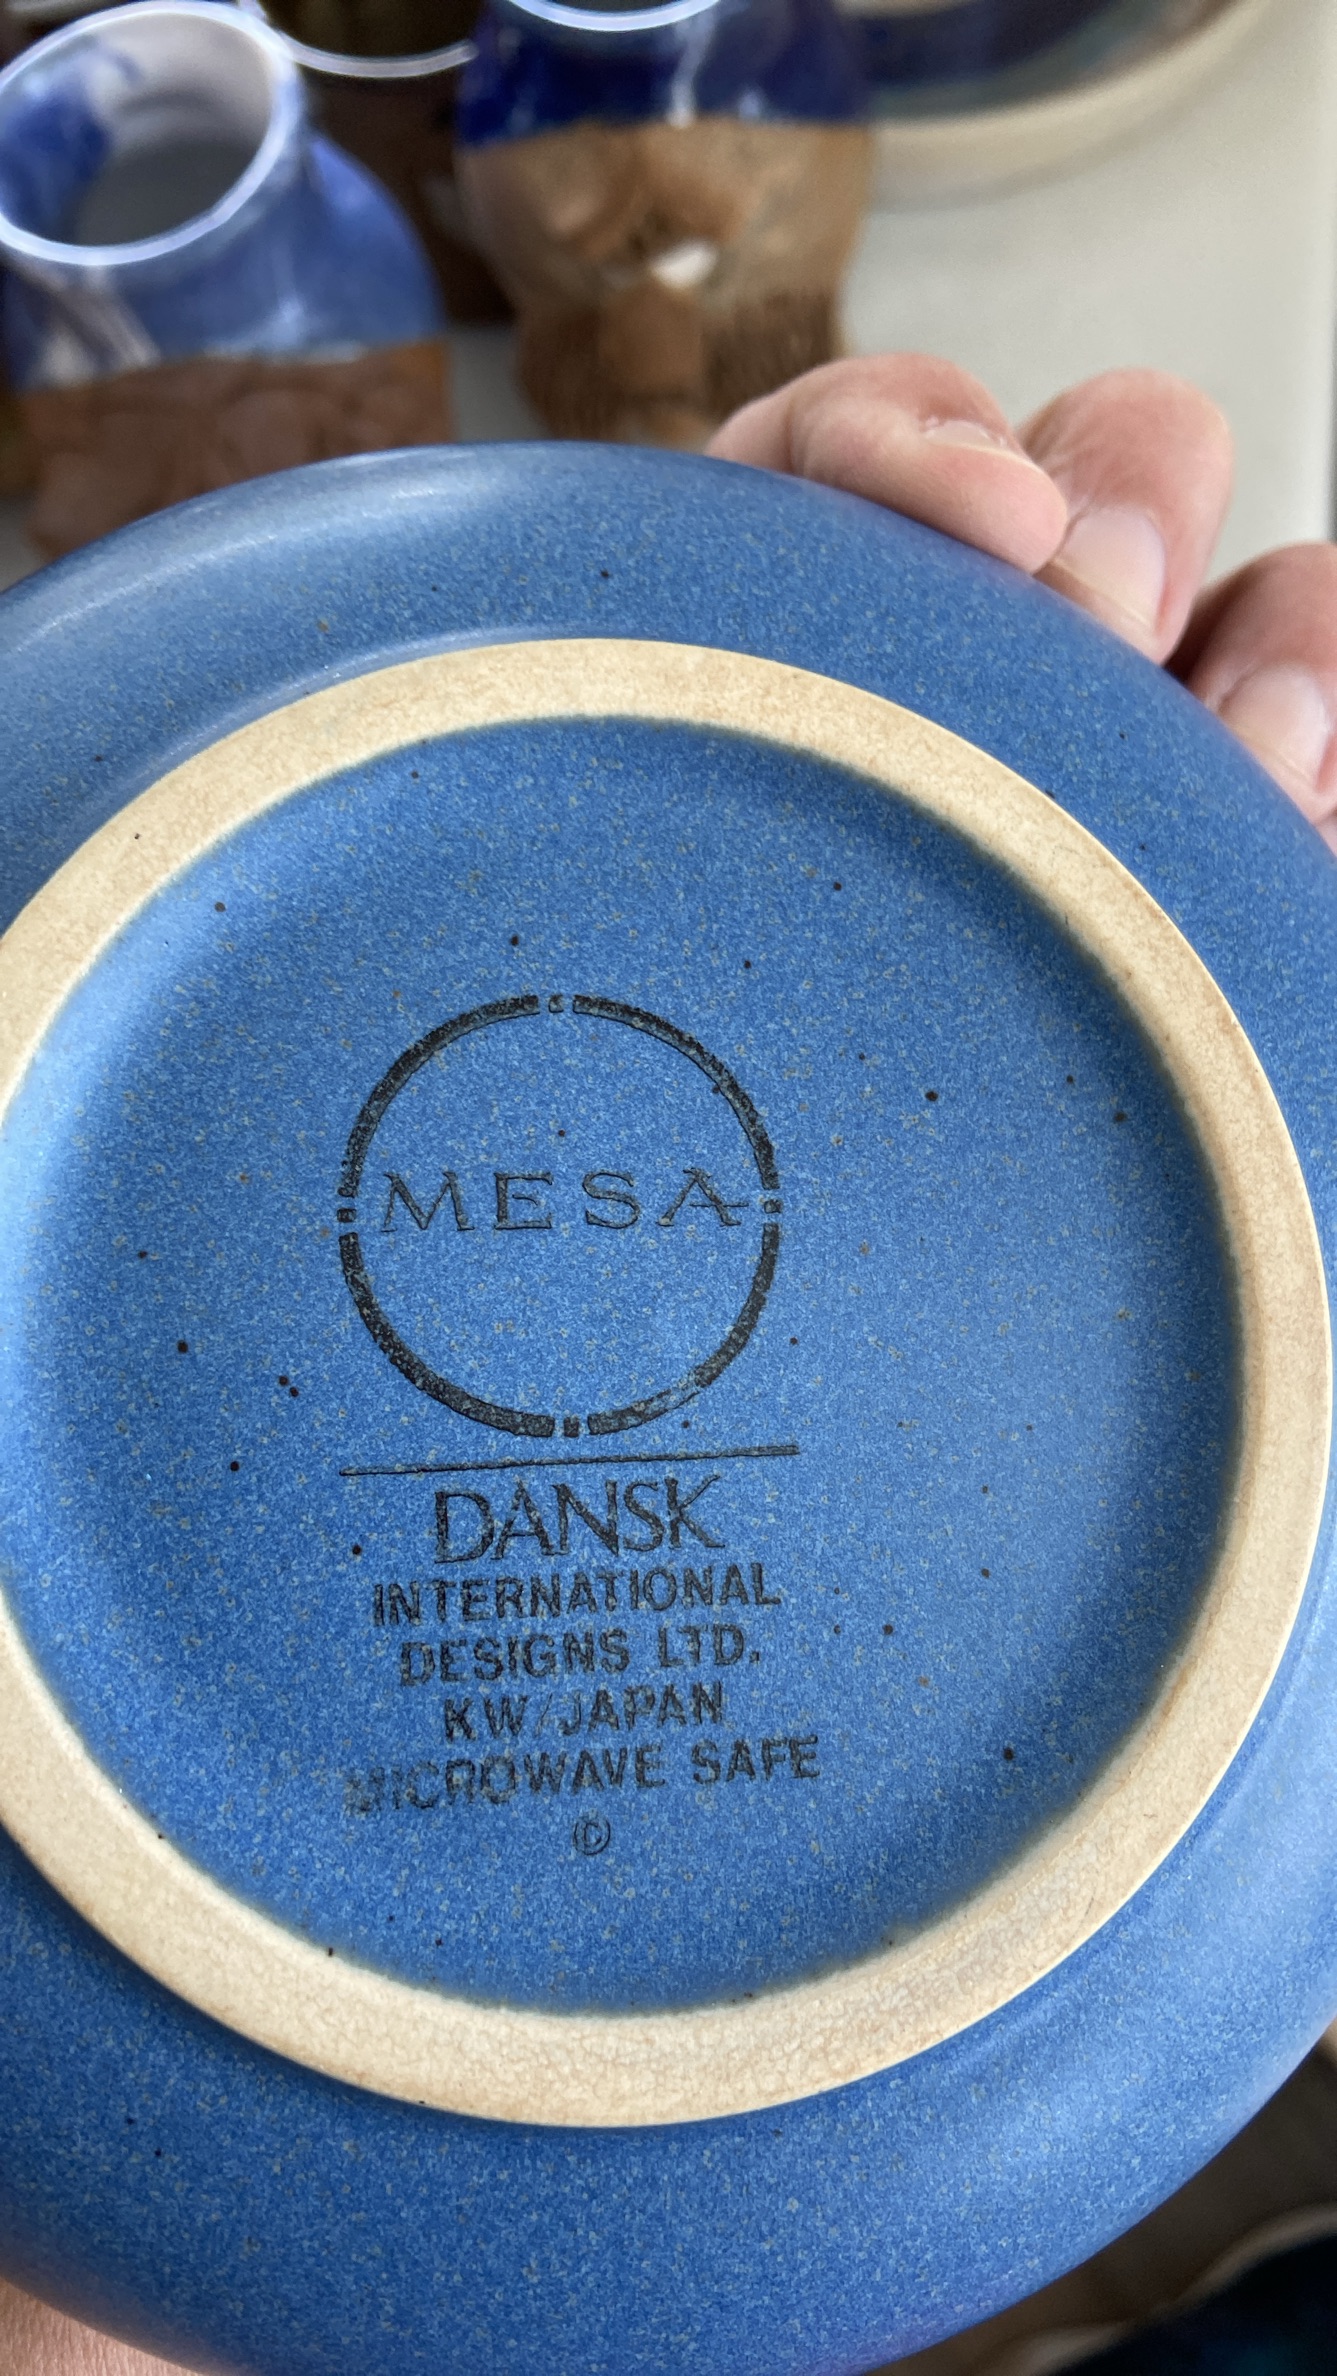 MESA
DANSK
INTERNATIONAL
DESIGNS LTD.
KW/JAPAN
MICROWAVE SAFE
©